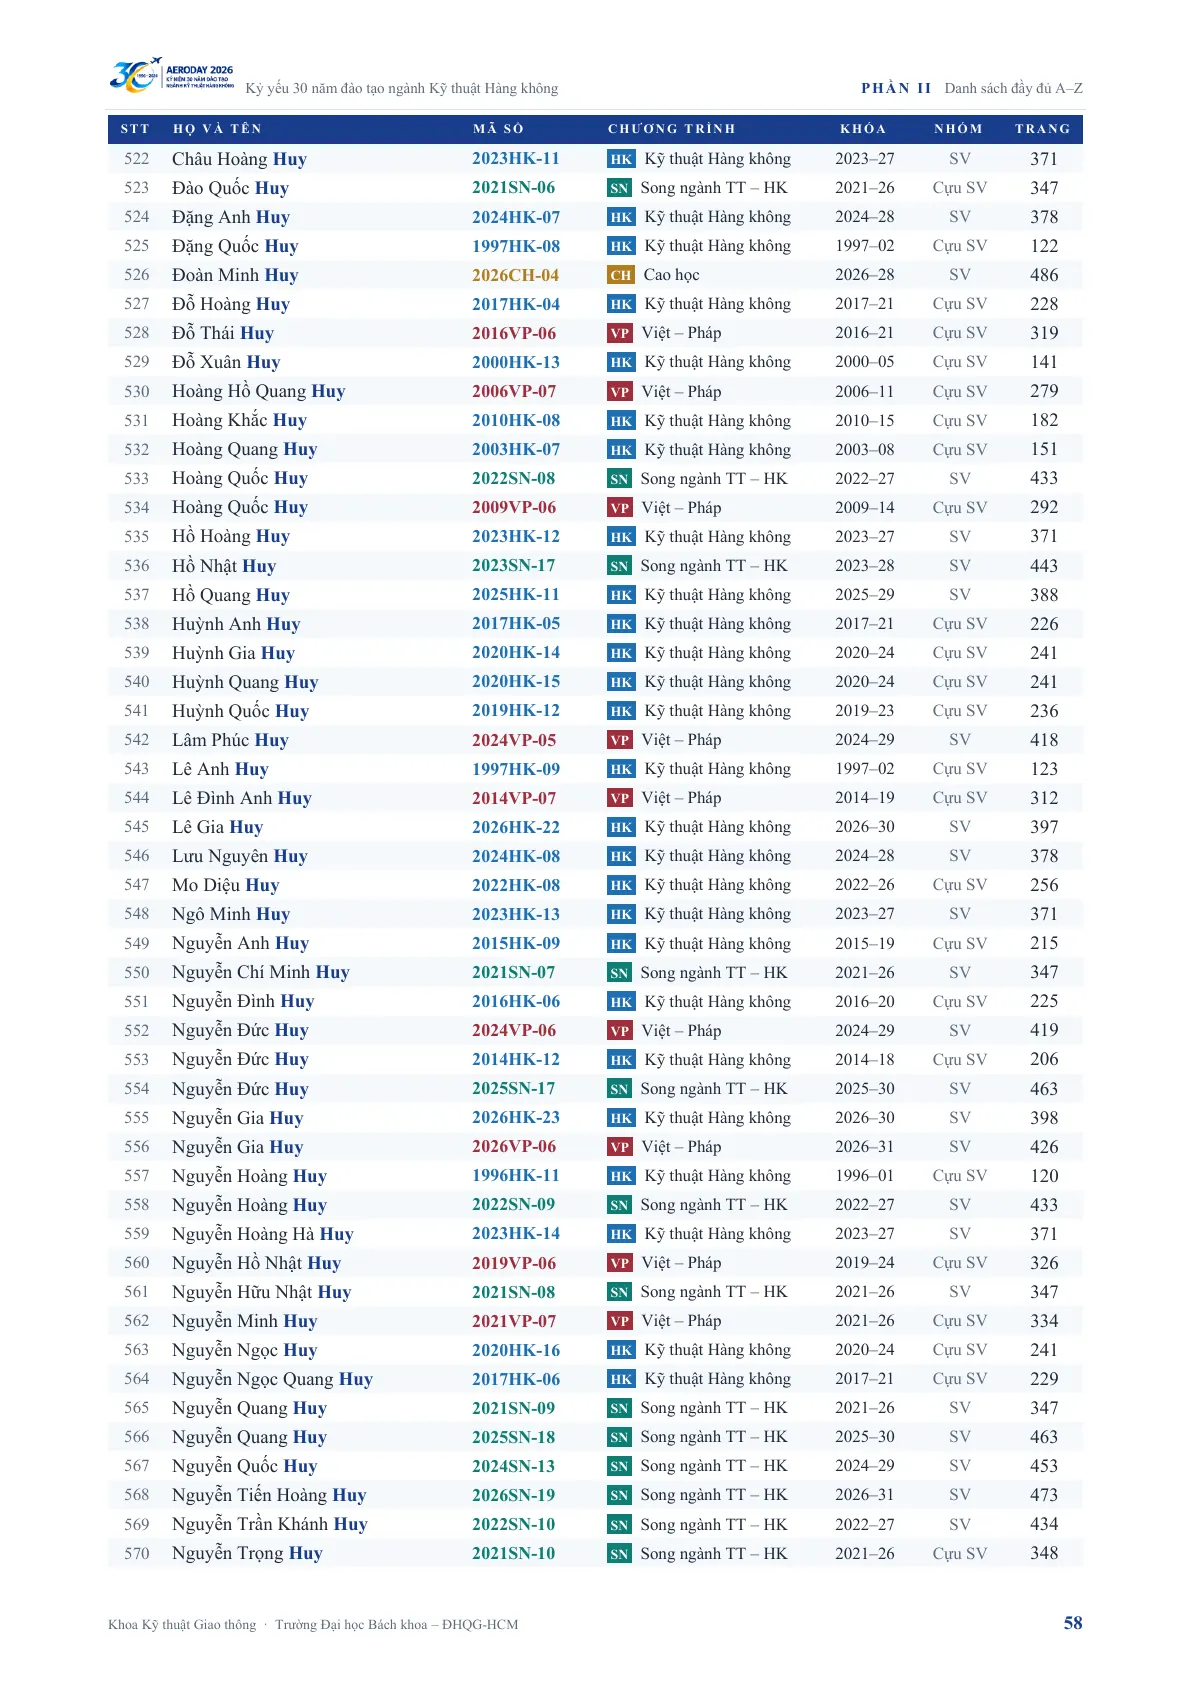 30
1996 - 2026
AERODAY 2026
KỶ NIỆM 30 NĂM ĐÀO TẠO
NGÀNH KỸ THUẬT HÀNG KHÔNG
Kỷ yếu 30 năm đào tạo ngành Kỹ thuật Hàng không
PHẦN II Danh sách đầy đủ A–Z
STT HỌ VÀ TÊN MÃ SỐ CHƯƠNG TRÌNH KHÓA NHÓM TRANG
522 Châu Hoàng Huy 2023HK-11 HK Kỹ thuật Hàng không 2023–27 SV 371
523 Đào Quốc Huy 2021SN-06 SN Song ngành TT – HK 2021–26 Cựu SV 347
524 Đặng Anh Huy 2024HK-07 HK Kỹ thuật Hàng không 2024–28 SV 378
525 Đặng Quốc Huy 1997HK-08 HK Kỹ thuật Hàng không 1997–02 Cựu SV 122
526 Đoàn Minh Huy 2026CH-04 CH Cao học 2026–28 SV 486
527 Đỗ Hoàng Huy 2017HK-04 HK Kỹ thuật Hàng không 2017–21 Cựu SV 228
528 Đỗ Thái Huy 2016VP-06 VP Việt – Pháp 2016–21 Cựu SV 319
529 Đỗ Xuân Huy 2000HK-13 HK Kỹ thuật Hàng không 2000–05 Cựu SV 141
530 Hoàng Hồ Quang Huy 2006VP-07 VP Việt – Pháp 2006–11 Cựu SV 279
531 Hoàng Khắc Huy 2010HK-08 HK Kỹ thuật Hàng không 2010–15 Cựu SV 182
532 Hoàng Quang Huy 2003HK-07 HK Kỹ thuật Hàng không 2003–08 Cựu SV 151
533 Hoàng Quốc Huy 2022SN-08 SN Song ngành TT – HK 2022–27 SV 433
534 Hoàng Quốc Huy 2009VP-06 VP Việt – Pháp 2009–14 Cựu SV 292
535 Hồ Hoàng Huy 2023HK-12 HK Kỹ thuật Hàng không 2023–27 SV 371
536 Hồ Nhật Huy 2023SN-17 SN Song ngành TT – HK 2023–28 SV 443
537 Hồ Quang Huy 2025HK-11 HK Kỹ thuật Hàng không 2025–29 SV 388
538 Huỳnh Anh Huy 2017HK-05 HK Kỹ thuật Hàng không 2017–21 Cựu SV 226
539 Huỳnh Gia Huy 2020HK-14 HK Kỹ thuật Hàng không 2020–24 Cựu SV 241
540 Huỳnh Quang Huy 2020HK-15 HK Kỹ thuật Hàng không 2020–24 Cựu SV 241
541 Huỳnh Quốc Huy 2019HK-12 HK Kỹ thuật Hàng không 2019–23 Cựu SV 236
542 Lâm Phúc Huy 2024VP-05 VP Việt – Pháp 2024–29 SV 418
543 Lê Anh Huy 1997HK-09 HK Kỹ thuật Hàng không 1997–02 Cựu SV 123
544 Lê Đình Anh Huy 2014VP-07 VP Việt – Pháp 2014–19 Cựu SV 312
545 Lê Gia Huy 2026HK-22 HK Kỹ thuật Hàng không 2026–30 SV 397
546 Lưu Nguyên Huy 2024HK-08 HK Kỹ thuật Hàng không 2024–28 SV 378
547 Mo Diệu Huy 2022HK-08 HK Kỹ thuật Hàng không 2022–26 Cựu SV 256
548 Ngô Minh Huy 2023HK-13 HK Kỹ thuật Hàng không 2023–27 SV 371
549 Nguyễn Anh Huy 2015HK-09 HK Kỹ thuật Hàng không 2015–19 Cựu SV 215
550 Nguyễn Chí Minh Huy 2021SN-07 SN Song ngành TT – HK 2021–26 SV 347
551 Nguyễn Đình Huy 2016HK-06 HK Kỹ thuật Hàng không 2016–20 Cựu SV 225
552 Nguyễn Đức Huy 2024VP-06 VP Việt – Pháp 2024–29 SV 419
553 Nguyễn Đức Huy 2014HK-12 HK Kỹ thuật Hàng không 2014–18 Cựu SV 206
554 Nguyễn Đức Huy 2025SN-17 SN Song ngành TT – HK 2025–30 SV 463
555 Nguyễn Gia Huy 2026HK-23 HK Kỹ thuật Hàng không 2026–30 SV 398
556 Nguyễn Gia Huy 2026VP-06 VP Việt – Pháp 2026–31 SV 426
557 Nguyễn Hoàng Huy 1996HK-11 HK Kỹ thuật Hàng không 1996–01 Cựu SV 120
558 Nguyễn Hoàng Huy 2022SN-09 SN Song ngành TT – HK 2022–27 SV 433
559 Nguyễn Hoàng Hà Huy 2023HK-14 HK Kỹ thuật Hàng không 2023–27 SV 371
560 Nguyễn Hồ Nhật Huy 2019VP-06 VP Việt – Pháp 2019–24 Cựu SV 326
561 Nguyễn Hữu Nhật Huy 2021SN-08 SN Song ngành TT – HK 2021–26 SV 347
562 Nguyễn Minh Huy 2021VP-07 VP Việt – Pháp 2021–26 Cựu SV 334
563 Nguyễn Ngọc Huy 2020HK-16 HK Kỹ thuật Hàng không 2020–24 Cựu SV 241
564 Nguyễn Ngọc Quang Huy 2017HK-06 HK Kỹ thuật Hàng không 2017–21 Cựu SV 229
565 Nguyễn Quang Huy 2021SN-09 SN Song ngành TT – HK 2021–26 SV 347
566 Nguyễn Quang Huy 2025SN-18 SN Song ngành TT – HK 2025–30 SV 463
567 Nguyễn Quốc Huy 2024SN-13 SN Song ngành TT – HK 2024–29 SV 453
568 Nguyễn Tiến Hoàng Huy 2026SN-19 SN Song ngành TT – HK 2026–31 SV 473
569 Nguyễn Trần Khánh Huy 2022SN-10 SN Song ngành TT – HK 2022–27 SV 434
570 Nguyễn Trọng Huy 2021SN-10 SN Song ngành TT – HK 2021–26 Cựu SV 348
Khoa Kỹ thuật Giao thông · Trường Đại học Bách khoa – ĐHQG-HCM
58